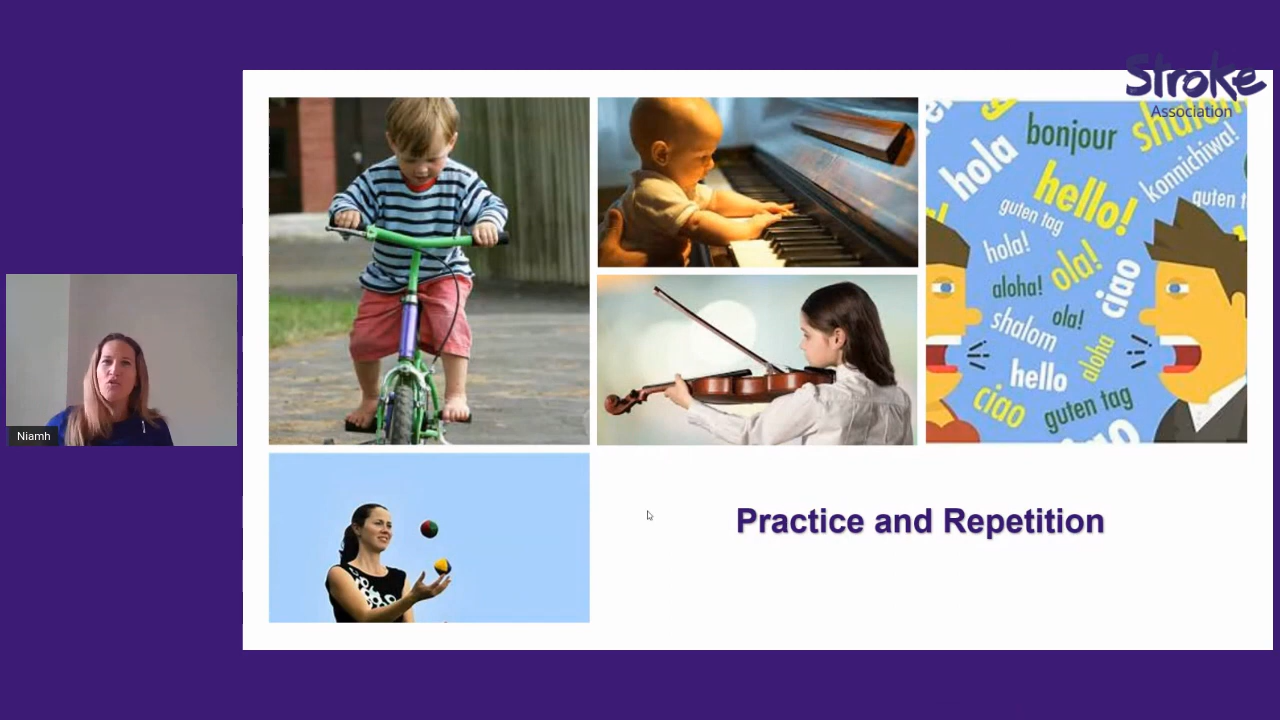 Stroke
Association
bonjour
hola
hello!
konnichiwa!
guten tag
guten t
hola!
ola!
aloha!
ciao
shalom
ola!
aloha
hello
ciao
guten tag
Niamh
Practice and Repetition